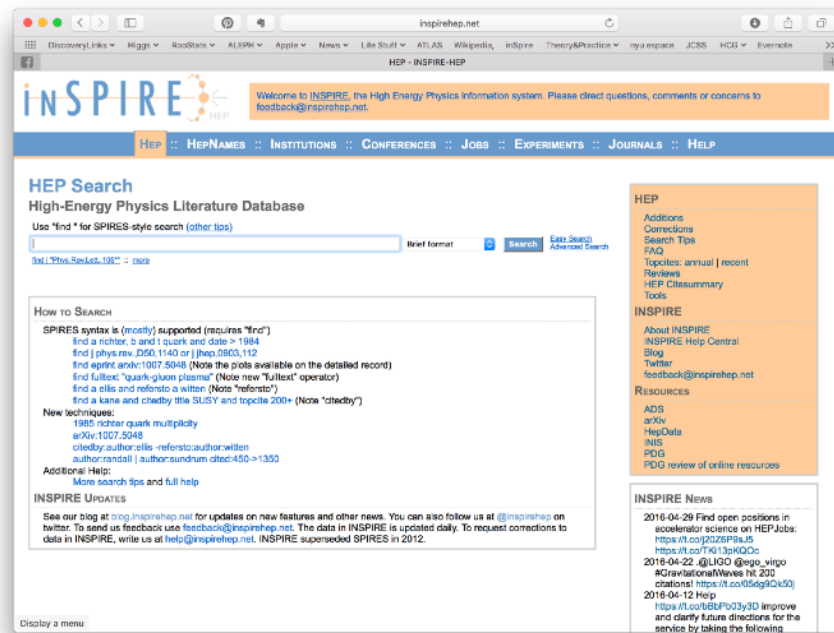 inspirehep.net
DiscoveryLinks Higgs RooStats ALEPH Apple News Life Stuff ATLAS Wikipedia, inSpire Theory&Practice nyu espace JCSS HCG Evernote
HEP - INSPIRE-HEP
inSPIRE HEP
Welcome to INSPIRE, the High Energy Physics information system. Please direct questions, comments or concerns to
feedback@inspirehep.net.
HEP :: HEPNAMES :: INSTITUTIONS :: CONFERENCES :: JOBS :: EXPERIMENTS :: JOURNALS :: HELP
HEP Search
High-Energy Physics Literature Database
Use "find " for SPIRES-style search (other tips)
Brief format Search Easy Search
Advanced Search
find j "Phys.Rev.Lett.,105*" :: more
HOW TO SEARCH
SPIRES syntax is (mostly) supported (requires "find")
find a richter, b and t quark and date > 1984
find j phys.rev.,D50,1140 or j jhep,0903,112
find eprint arxiv:1007.5048 (Note the plots available on the detailed record)
find fulltext "quark-gluon plasma" (Note new "fulltext" operator)
find a ellis and refersto a witten (Note "refersto")
find a kane and citedby title SUSY and topcite 200+ (Note "citedby")
New techniques:
1985 richter quark multiplicity
arXiv:1007.5048
citedby:author:ellis -refersto:author:witten
author:randall | author:sundrum cited:450->1350
Additional Help:
More search tips and full help
INSPIRE UPDATES
See our blog at blog.inspirehep.net for updates on new features and other news. You can also follow us at @inspirehep on
twitter. To send us feedback use feedback@inspirehep.net. The data in INSPIRE is updated daily. To request corrections to
data in INSPIRE, write us at help@inspirehep.net. INSPIRE superseded SPIRES in 2012.
HEP
Additions
Corrections
Search Tips
FAQ
Topcites: annual | recent
Reviews
HEP Citesummary
Tools
INSPIRE
About INSPIRE
INSPIRE Help Central
Blog
Twitter
feedback@inspirehep.net
RESOURCES
ADS
arXiv
HepData
INIS
PDG
PDG review of online resources
INSPIRE NEWS
2016-04-29 Find open positions in
accelerator science on HEPJobs:
https://t.co/j20Z6P9sJ5
https://t.co/TKi13pKQOc
2016-04-22 .@LIGO @ego_virgo
#GravitationalWaves hit 200
citations! https://t.co/05dg9Qk50j
2016-04-12 Help
https://t.co/bBbPb03y3D improve
and clarify future directions for the
service by taking the following
Display a menu